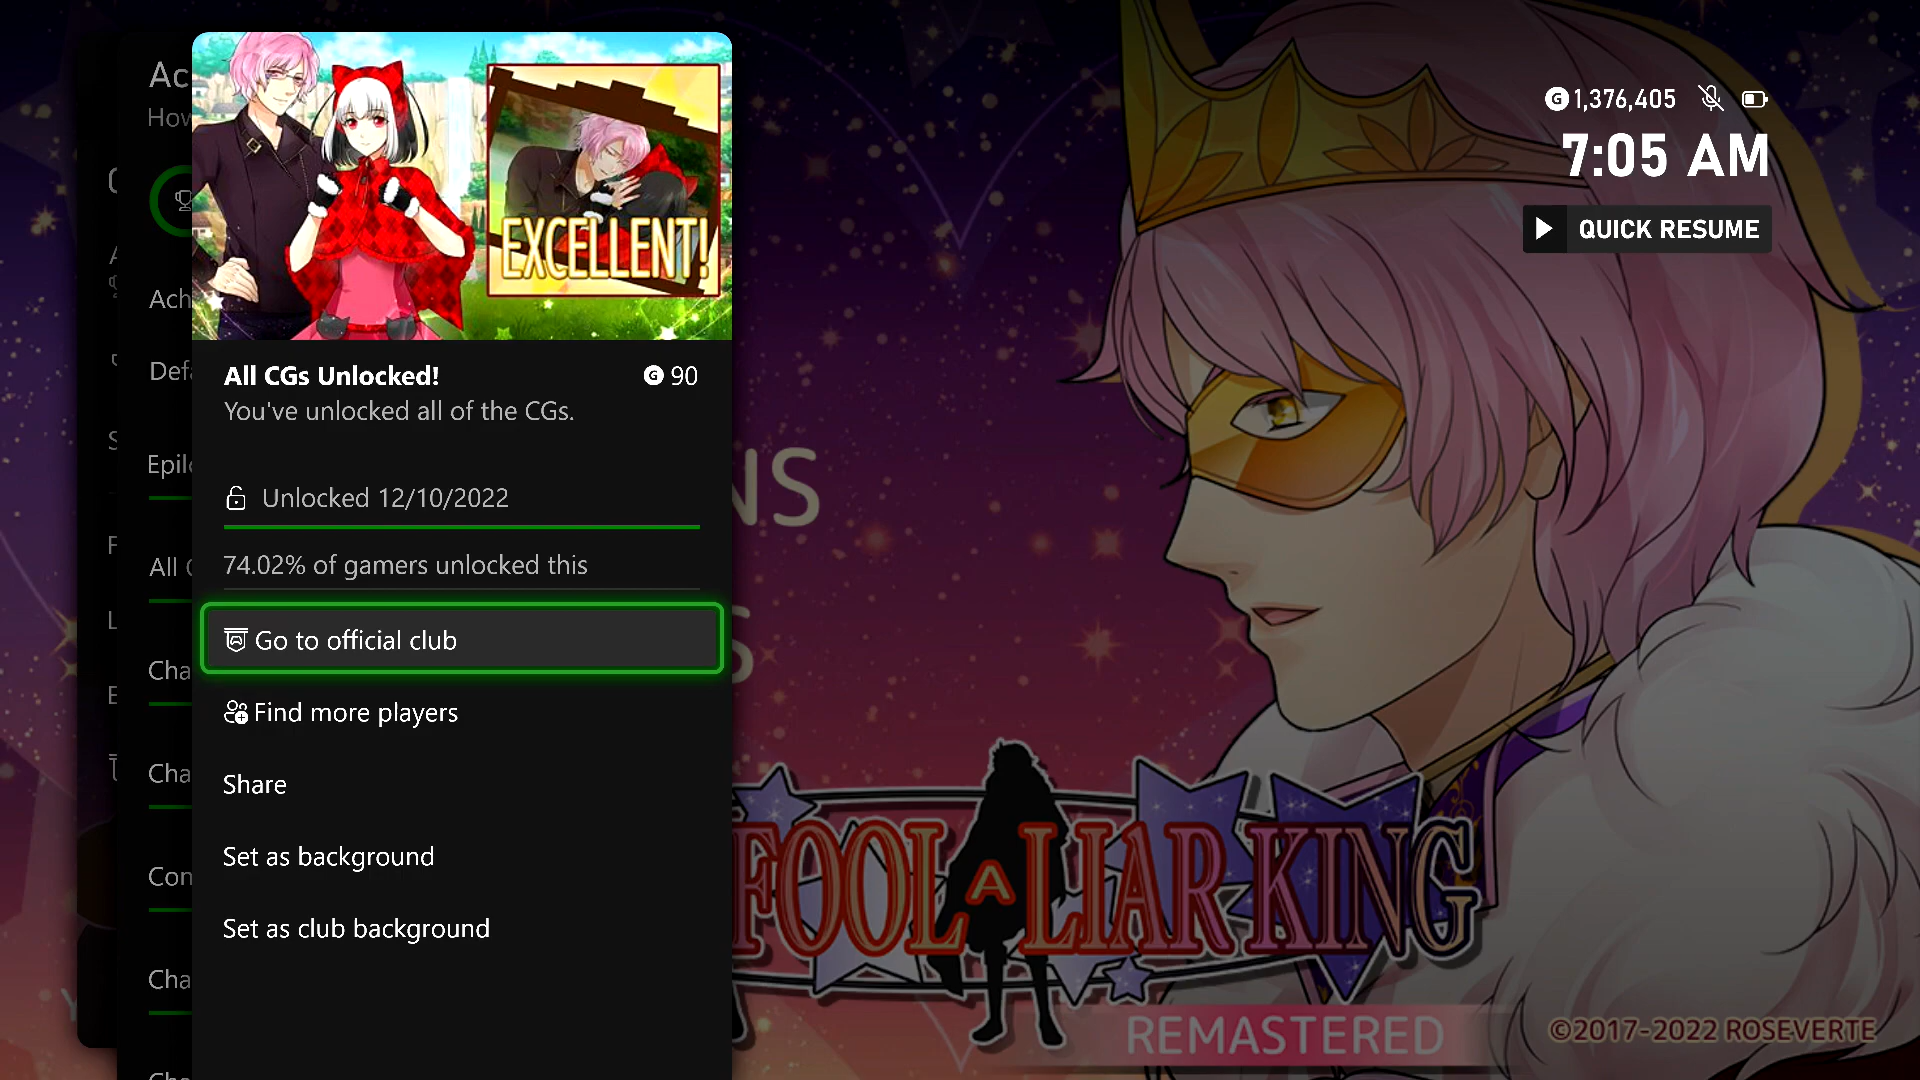 EXCELLENT!
All CGs Unlocked!
G 90
You've unlocked all of the CGs.
Unlocked 12/10/2022
74.02% of gamers unlocked this
Go to official club
Find more players
Share
Set as background
Set as club background
G 1,376,405
7:05 AM
QUICK RESUME
FOOL A LIAR KING
REMASTERED
©2017-2022 ROSEVERTE